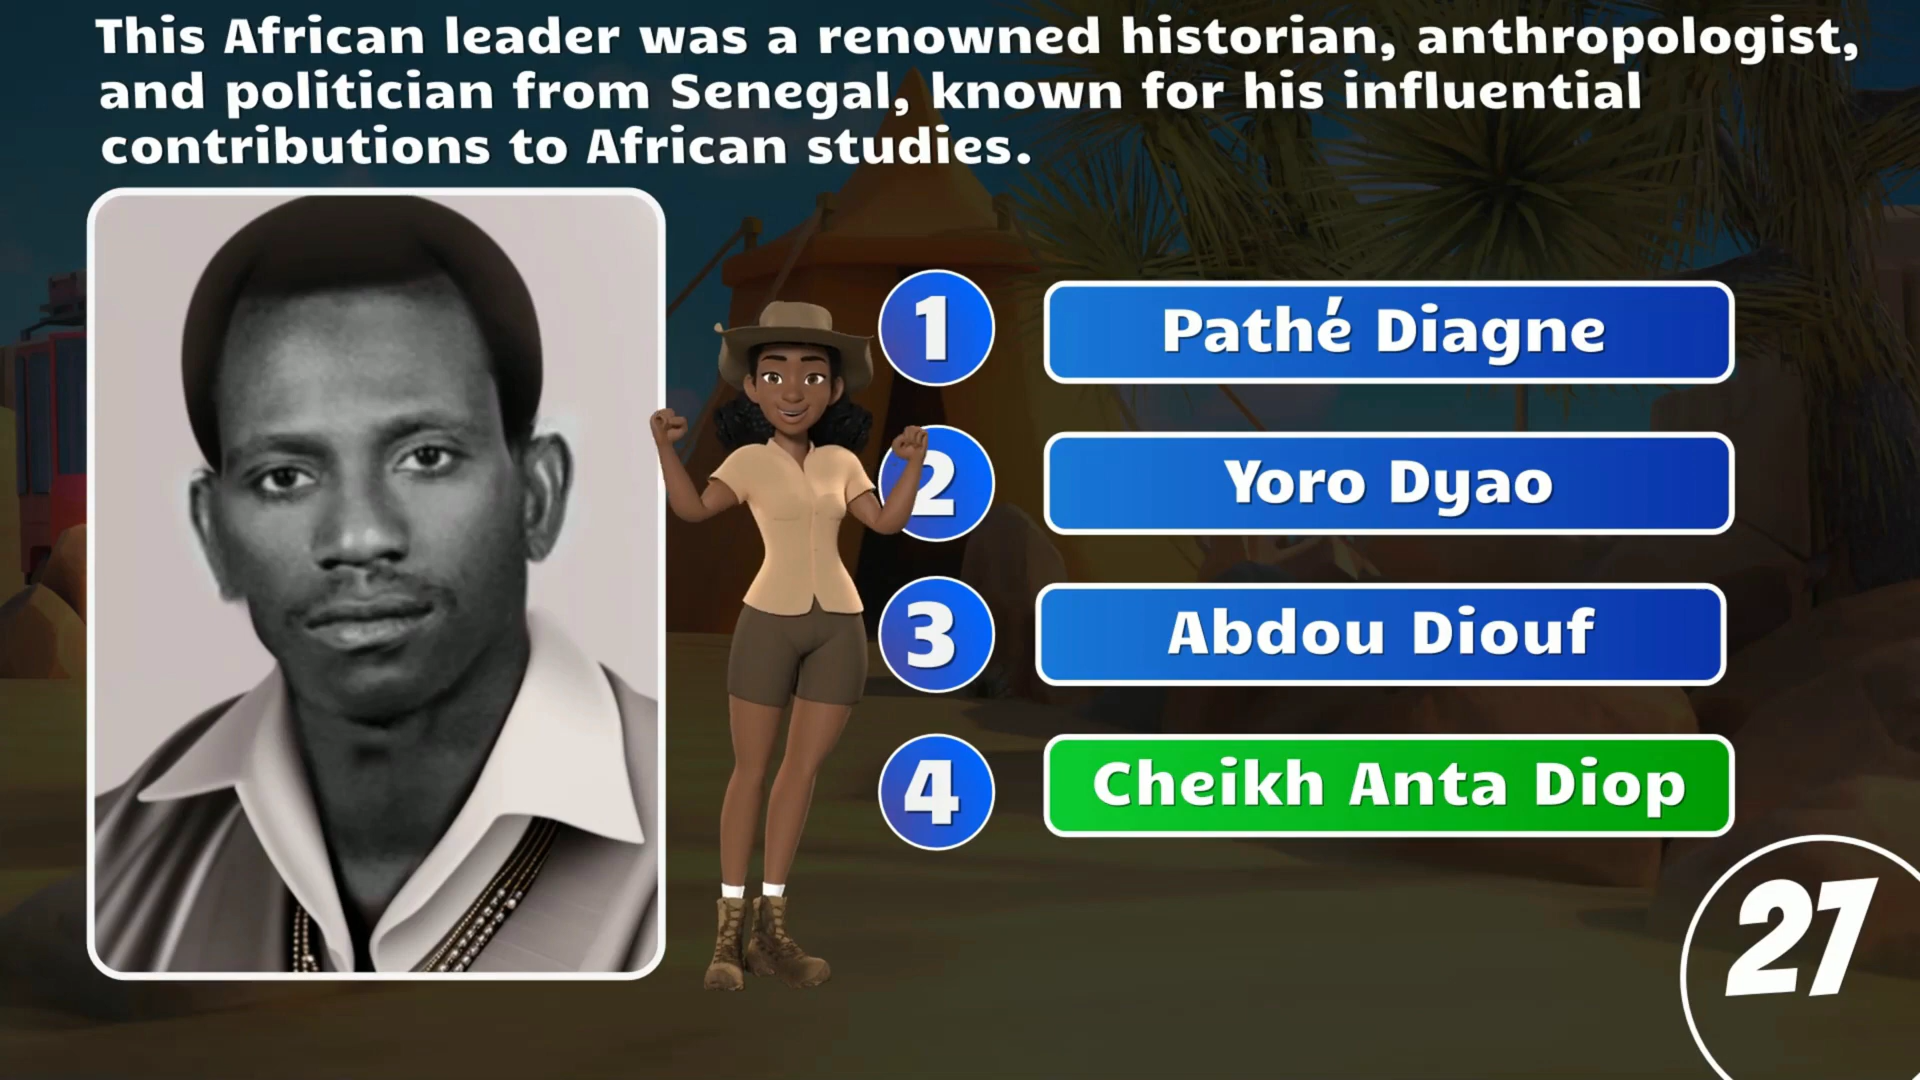 This African leader was a renowned historian, anthropologist,
and politician from Senegal, known for his influential
contributions to African studies.
1 Pathé Diagne
2 Yoro Dyao
3 Abdou Diouf
4 Cheikh Anta Diop
27